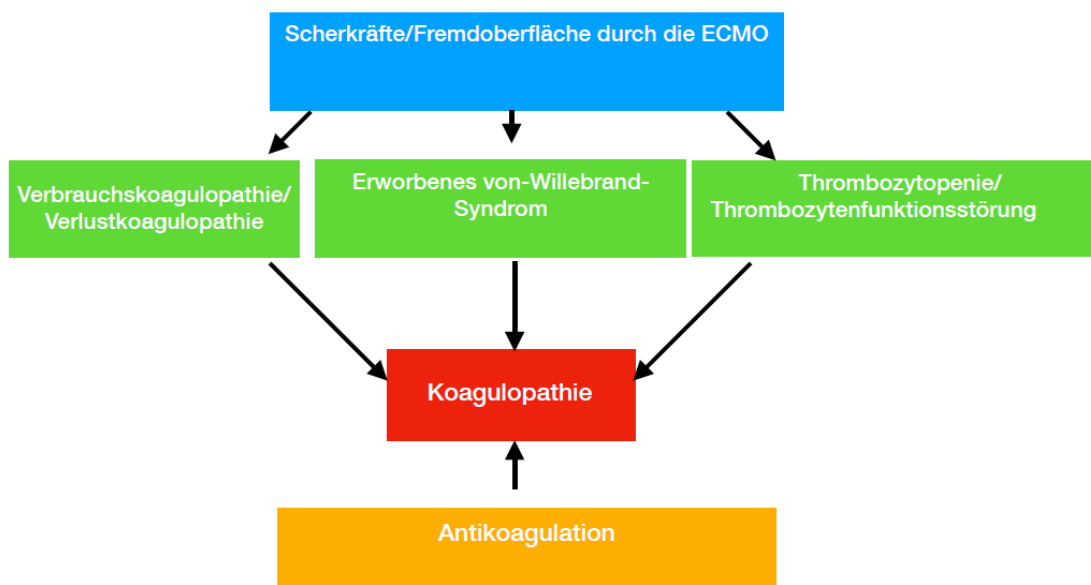 Scherkräfte/Fremdoberfläche durch die ECMO
Verbrauchskoagulopathie/
Verlustkoagulopathie
Erworbenes von-Willebrand-
Syndrom
Thrombozytopenie/
Thrombozytenfunktionsstörung
Koagulopathie
Antikoagulation